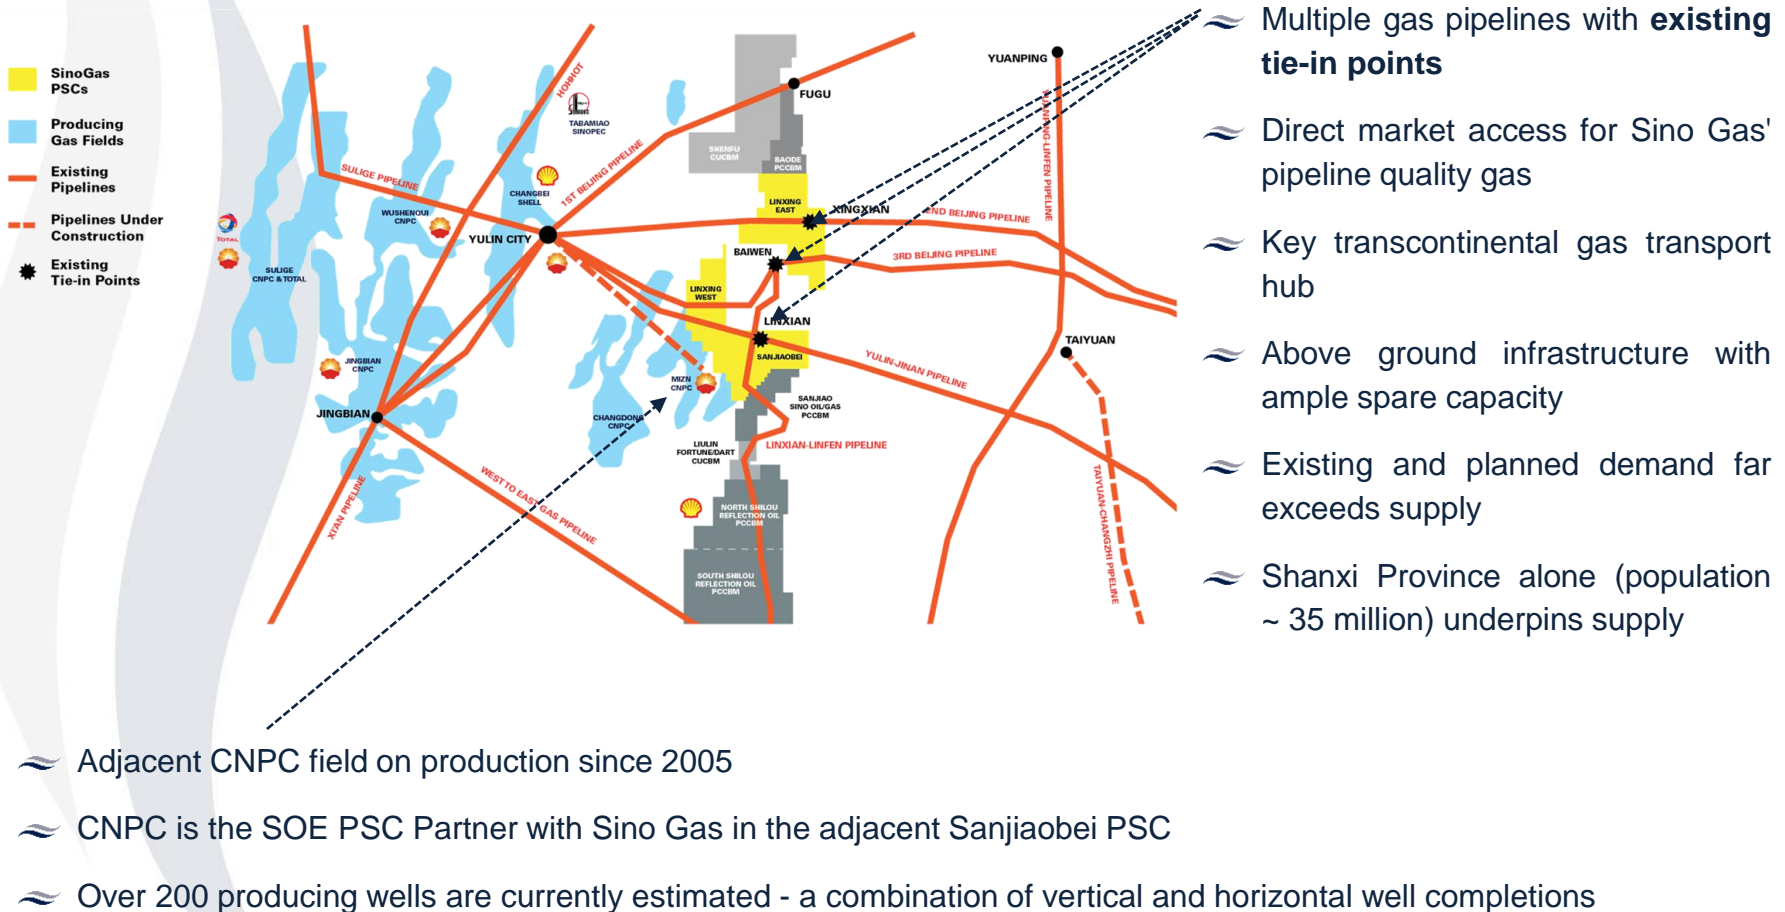 SinoGas
PSCs
Producing
Gas Fields
Existing
Pipelines
Pipelines Under
Construction
Existing
Tie-in Points
HOHHOT
Sinopec
TABAMIAO
SINOPEC
FUGU
YUANPING
YUANPING-LINFEN PIPELINE
SHENFU
CUCBM
BAODE
PCCBM
SULIGE PIPELINE
1ST BEIJING PIPELINE
CHANGBEI
SHELL
WUSHENQUI
CNPC
TOTAL
YULIN CITY
LINXING
EAST
XINGXIAN
2ND BEIJING PIPELINE
BAIWEN
3RD BEIJING PIPELINE
SULIGE
CNPC & TOTAL
LINXING
WEST
LINXIAN
SANJIAOBEI
YULIN-JINAN PIPELINE
TAIYUAN
JINGBIAN
CNPC
MIZN
CNPC
JINGBIAN
CHANGDONG
CNPC
SANJIAO
SINO OIL/GAS
PCCBM
LIULIN
FORTUNE/DART
CUCBM
LINXIAN-LINFEN PIPELINE
XI'AN PIPELINE
WEST TO EAST GAS PIPELINE
NORTH SHILOU
REFLECTION OIL
PCCBM
SOUTH SHILOU
REFLECTION OIL
PCCBM
TAIYUAN-CHANGZHI PIPELINE
Multiple gas pipelines with existing
tie-in points
Direct market access for Sino Gas'
pipeline quality gas
Key transcontinental gas transport
hub
Above ground infrastructure with
ample spare capacity
Existing and planned demand far
exceeds supply
Shanxi Province alone (population
~ 35 million) underpins supply
Adjacent CNPC field on production since 2005
CNPC is the SOE PSC Partner with Sino Gas in the adjacent Sanjiaobei PSC
Over 200 producing wells are currently estimated - a combination of vertical and horizontal well completions